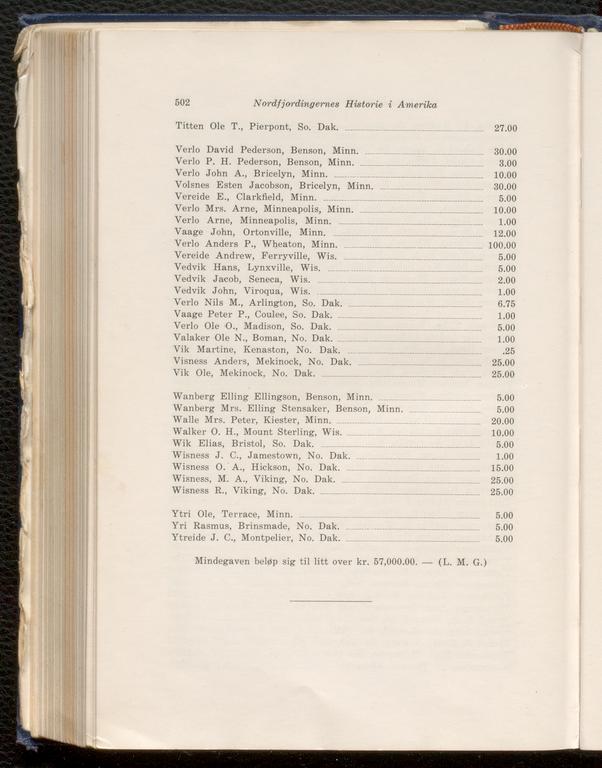 502 Nordfjordingernes Historie i Amerika
Titten Ole T., Pierpont, So. Dak. 27.00
Verlo David Pederson, Benson, Minn. 30.00
Verlo P. H. Pederson, Benson, Minn. 3.00
Verlo John A., Bricelyn, Minn. 10.00
Volsnes Esten Jacobson, Bricelyn, Minn. 30.00
Vereide E., Clarkfield, Minn. 5.00
Verlo Mrs. Arne, Minneapolis, Minn. 10.00
Verlo Arne, Minneapolis, Minn. 1.00
Vaage John, Ortonville, Minn. 12.00
Verlo Anders P., Wheaton, Minn. 100.00
Vereide Andrew, Ferryville, Wis. 5.00
Vedvik Hans, Lynxville, Wis. 5.00
Vedvik Jacob, Seneca, Wis. 2.00
Vedvik John, Viroqua, Wis. 1.00
Verlo Nils M., Arlington, So. Dak. 6.75
Vaage Peter P., Coulee, So. Dak. 1.00
Verlo Ole O., Madison, So. Dak. 5.00
Valaker Ole N., Boman, No. Dak. 1.00
Vik Martine, Kenaston, No. Dak. .25
Visness Anders, Mekinock, No. Dak. 25.00
Vik Ole, Mekinock, No. Dak. 25.00
Wanberg Elling Ellingson, Benson, Minn. 5.00
Wanberg Mrs. Elling Stensaker, Benson, Minn. 5.00
Walle Mrs. Peter, Kiester, Minn. 20.00
Walker O. H., Mount Sterling, Wis. 10.00
Wik Elias, Bristol, So. Dak. 5.00
Wisness J. C., Jamestown, No. Dak. 1.00
Wisness O. A., Hickson, No. Dak. 15.00
Wisness, M. A., Viking, No. Dak. 25.00
Wisness R., Viking, No. Dak. 25.00
Ytri Ole, Terrace, Minn. 5.00
Yri Rasmus, Brinsmade, No. Dak. 5.00
Ytreide J. C., Montpelier, No. Dak. 5.00
Mindegaven beløp sig til litt over kr. 57,000.00. — (L. M. G.)